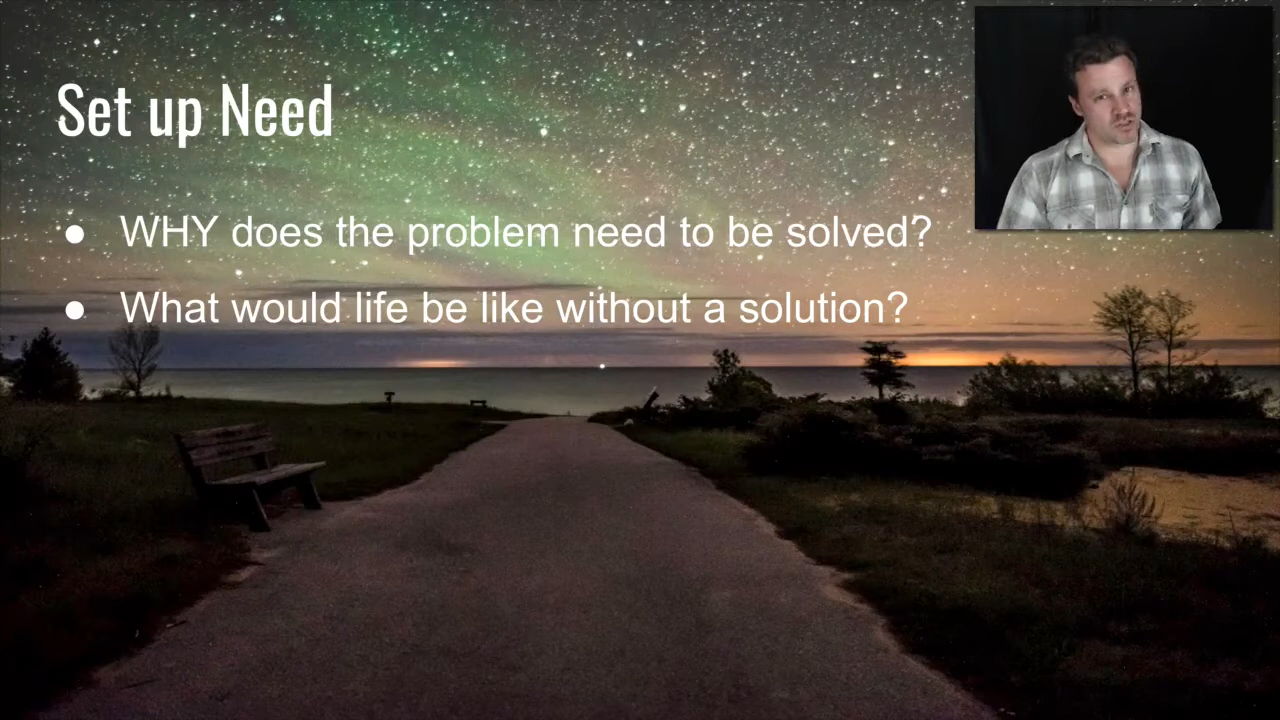 Set up Need
● WHY does the problem need to be solved?
● What would life be like without a solution?